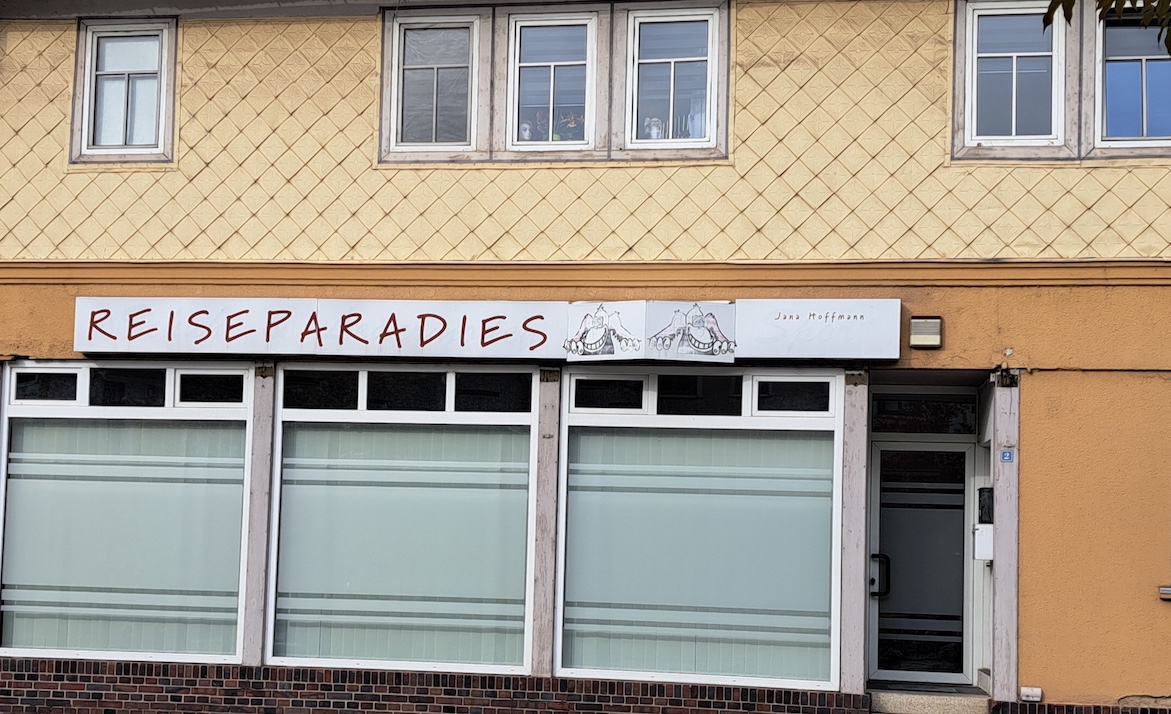 REISEPARADIES
Jana Hoffmann
2